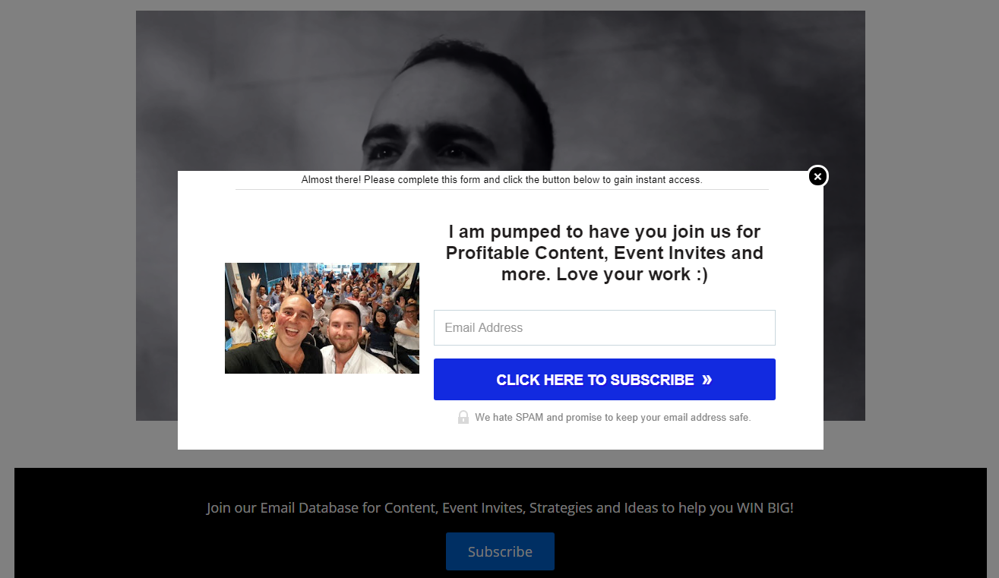 Almost there! Please complete this form and click the button below to gain instant access.
I am pumped to have you join us for
Profitable Content, Event Invites and
more. Love your work :)
Email Address
CLICK HERE TO SUBSCRIBE »
We hate SPAM and promise to keep your email address safe.
Join our Email Database for Content, Event Invites, Strategies and Ideas to help you WIN BIG!
Subscribe